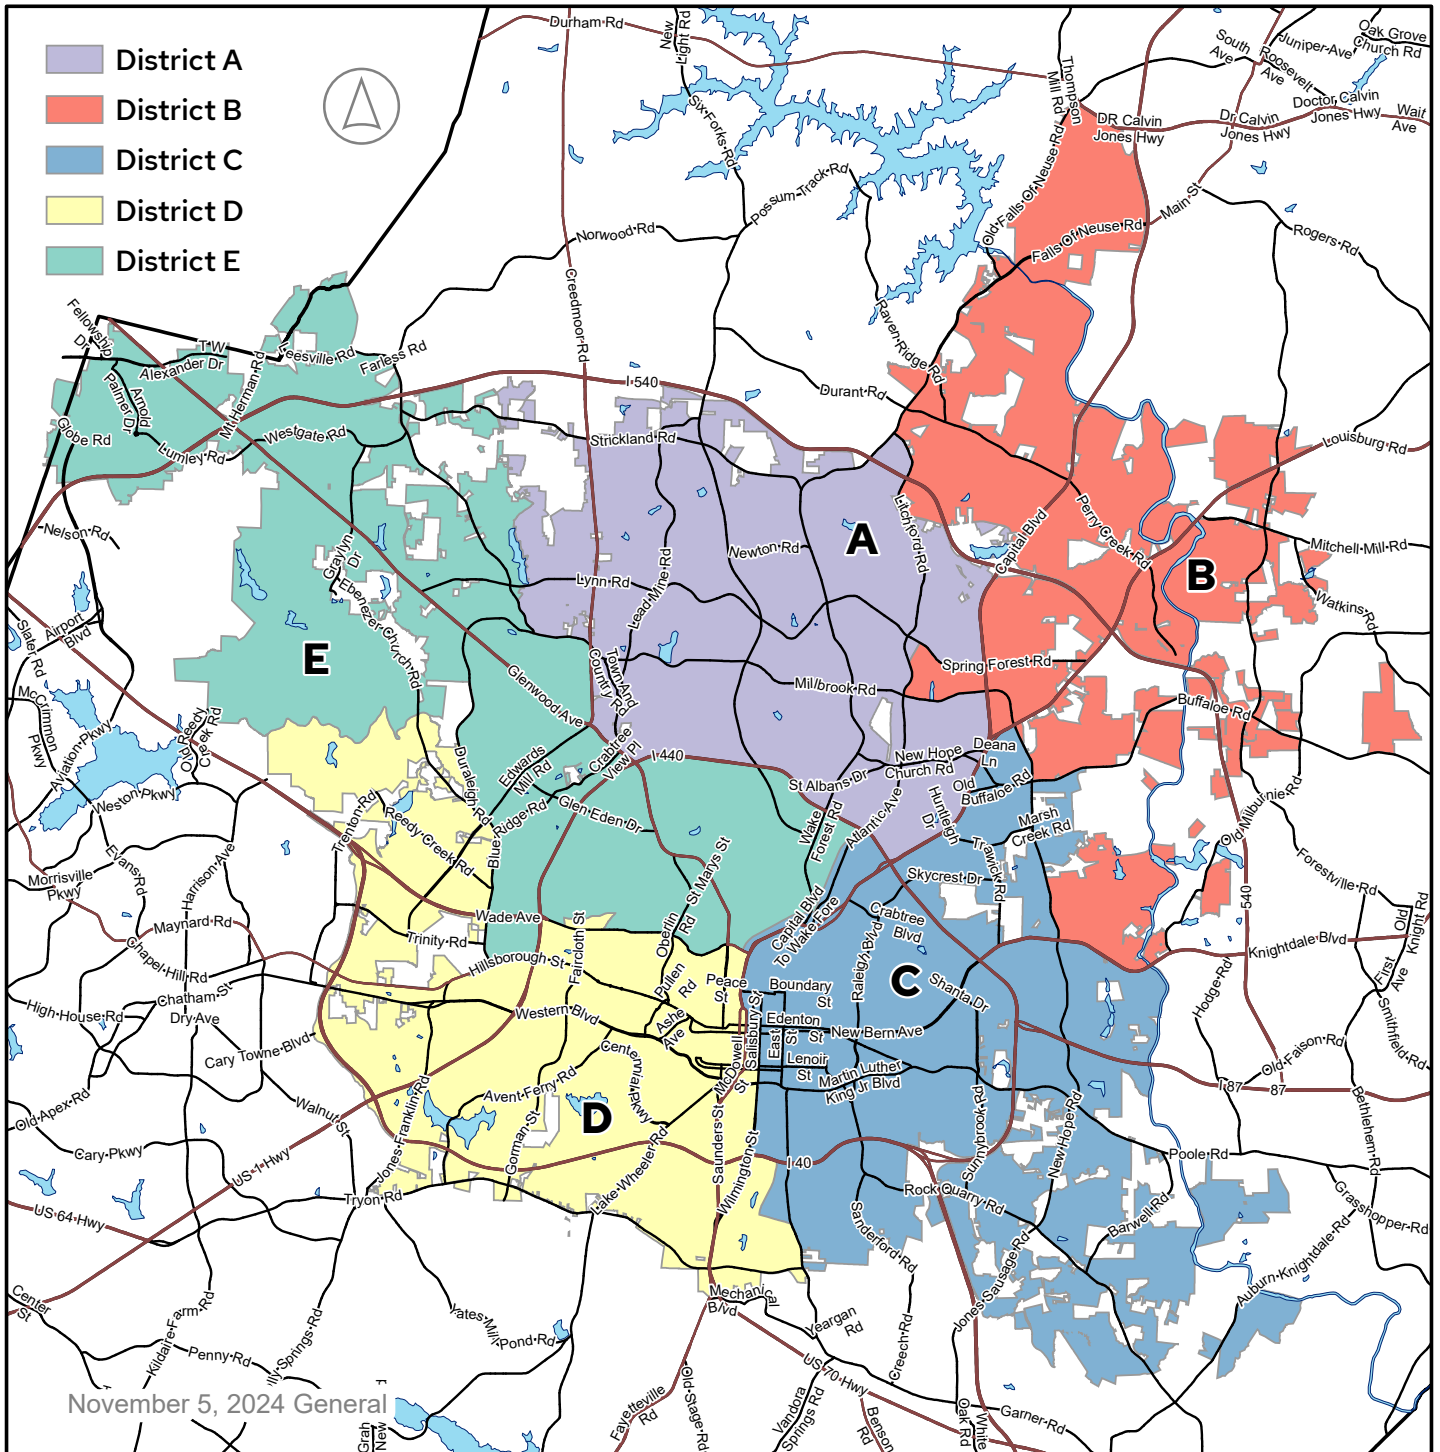 District A
District B
District C
District D
District E
Durham Rd
New
Light Rd
Six Forks Rd
Thompson
Mill Rd
South
Ave
Roosevelt
Ave
Juniper Ave
Oak Grove
Church Rd
DR Calvin
Jones Hwy
Dr Calvin
Jones Hwy
Doctor Calvin
Jones Hwy
Wait
Ave
Old Falls Of Neuse Rd
Possum Track Rd
Main St
Norwood Rd
Falls Of Neuse Rd
Rogers Rd
Creedmoor Rd
Raven Ridge Rd
Fellowship
Dr
T W
Alexander Dr
Leesville Rd
Farless Rd
Arnold
Palmer Dr
Mt Herman Rd
I 540
Durant Rd
Globe Rd
Lumley Rd
Westgate Rd
Strickland Rd
Louisburg Rd
Nelson Rd
Graylyn
Dr
Litchford Rd
Capital Blvd
Perry Creek Rd
Mitchell Mill Rd
A
B
Newton Rd
Lynn Rd
Lead Mine Rd
Ebenezer Church Rd
Watkins Rd
Airport
Blvd
Slater Rd
E
Spring Forest Rd
Millbrook Rd
Town And
Country Rd
Glenwood Ave
McCrimmon
Pkwy
Aviation Pkwy
Reedy
Creek Rd
Buffaloe Rd
Crabtree
View Pl
I 440
New Hope
Church Rd
Deana
Ln
St Albans Dr
Old
Buffaloe Rd
Edwards
Mill Rd
Duraleigh Rd
Blue Ridge Rd
Glen Eden Dr
Wake
Forest Rd
Atlantic Ave
Huntleigh
Dr
Marsh
Creek Rd
Trawick Rd
Old Milburnie Rd
Weston Pkwy
Trenton Rd
Reedy Creek Rd
Evans Rd
Harrison Ave
Morrisville
Pkwy
St Marys St
Skycrest Dr
Forestville Rd
540
Maynard Rd
Wade Ave
Trinity Rd
Hillsborough St
Faircloth St
Oberlin
Rd
Capital Blvd
To Wake Fore
Crabtree
Blvd
Raleigh Blvd
Knightdale Blvd
Old
Knight Rd
First
Ave
Smithfield Rd
Hodge Rd
Chapel Hill Rd
Chatham St
High House Rd
Dry Ave
Pullen
Rd
Peace
St
Boundary
St
C
Shanta Dr
Cary Towne Blvd
Western Blvd
Ashe
Ave
Salisbury St
McDowell
St
Edenton
St
East
St
Lenoir
St
New Bern Ave
Martin Luther
King Jr Blvd
Old Faison Rd
I 87
87
Old Apex Rd
Walnut St
Centennial Pkwy
Avent Ferry Rd
D
Gorman St
Jones Franklin Rd
Lake Wheeler Rd
Saunders St
Wilmington St
I 40
Sunnybrook Rd
New Hope Rd
Bethlehem Rd
Poole Rd
Cary Pkwy
US 1 Hwy
US 64 Hwy
Tryon Rd
Rock Quarry Rd
Sanderford Rd
Barwell Rd
Grasshopper Rd
Auburn Knightdale Rd
Jones Sausage Rd
Center
St
Kildaire Farm Rd
Penny Rd
illy Springs Rd
Yates Mill Pond Rd
Mechanical
Blvd
Yeargan
Rd
Creech Rd
US 70 Hwy
Old Stage Rd
Fayetteville
Rd
Vandora
Springs Rd
Benson
Rd
White
Oak Rd
Garner Rd
November 5, 2024 General